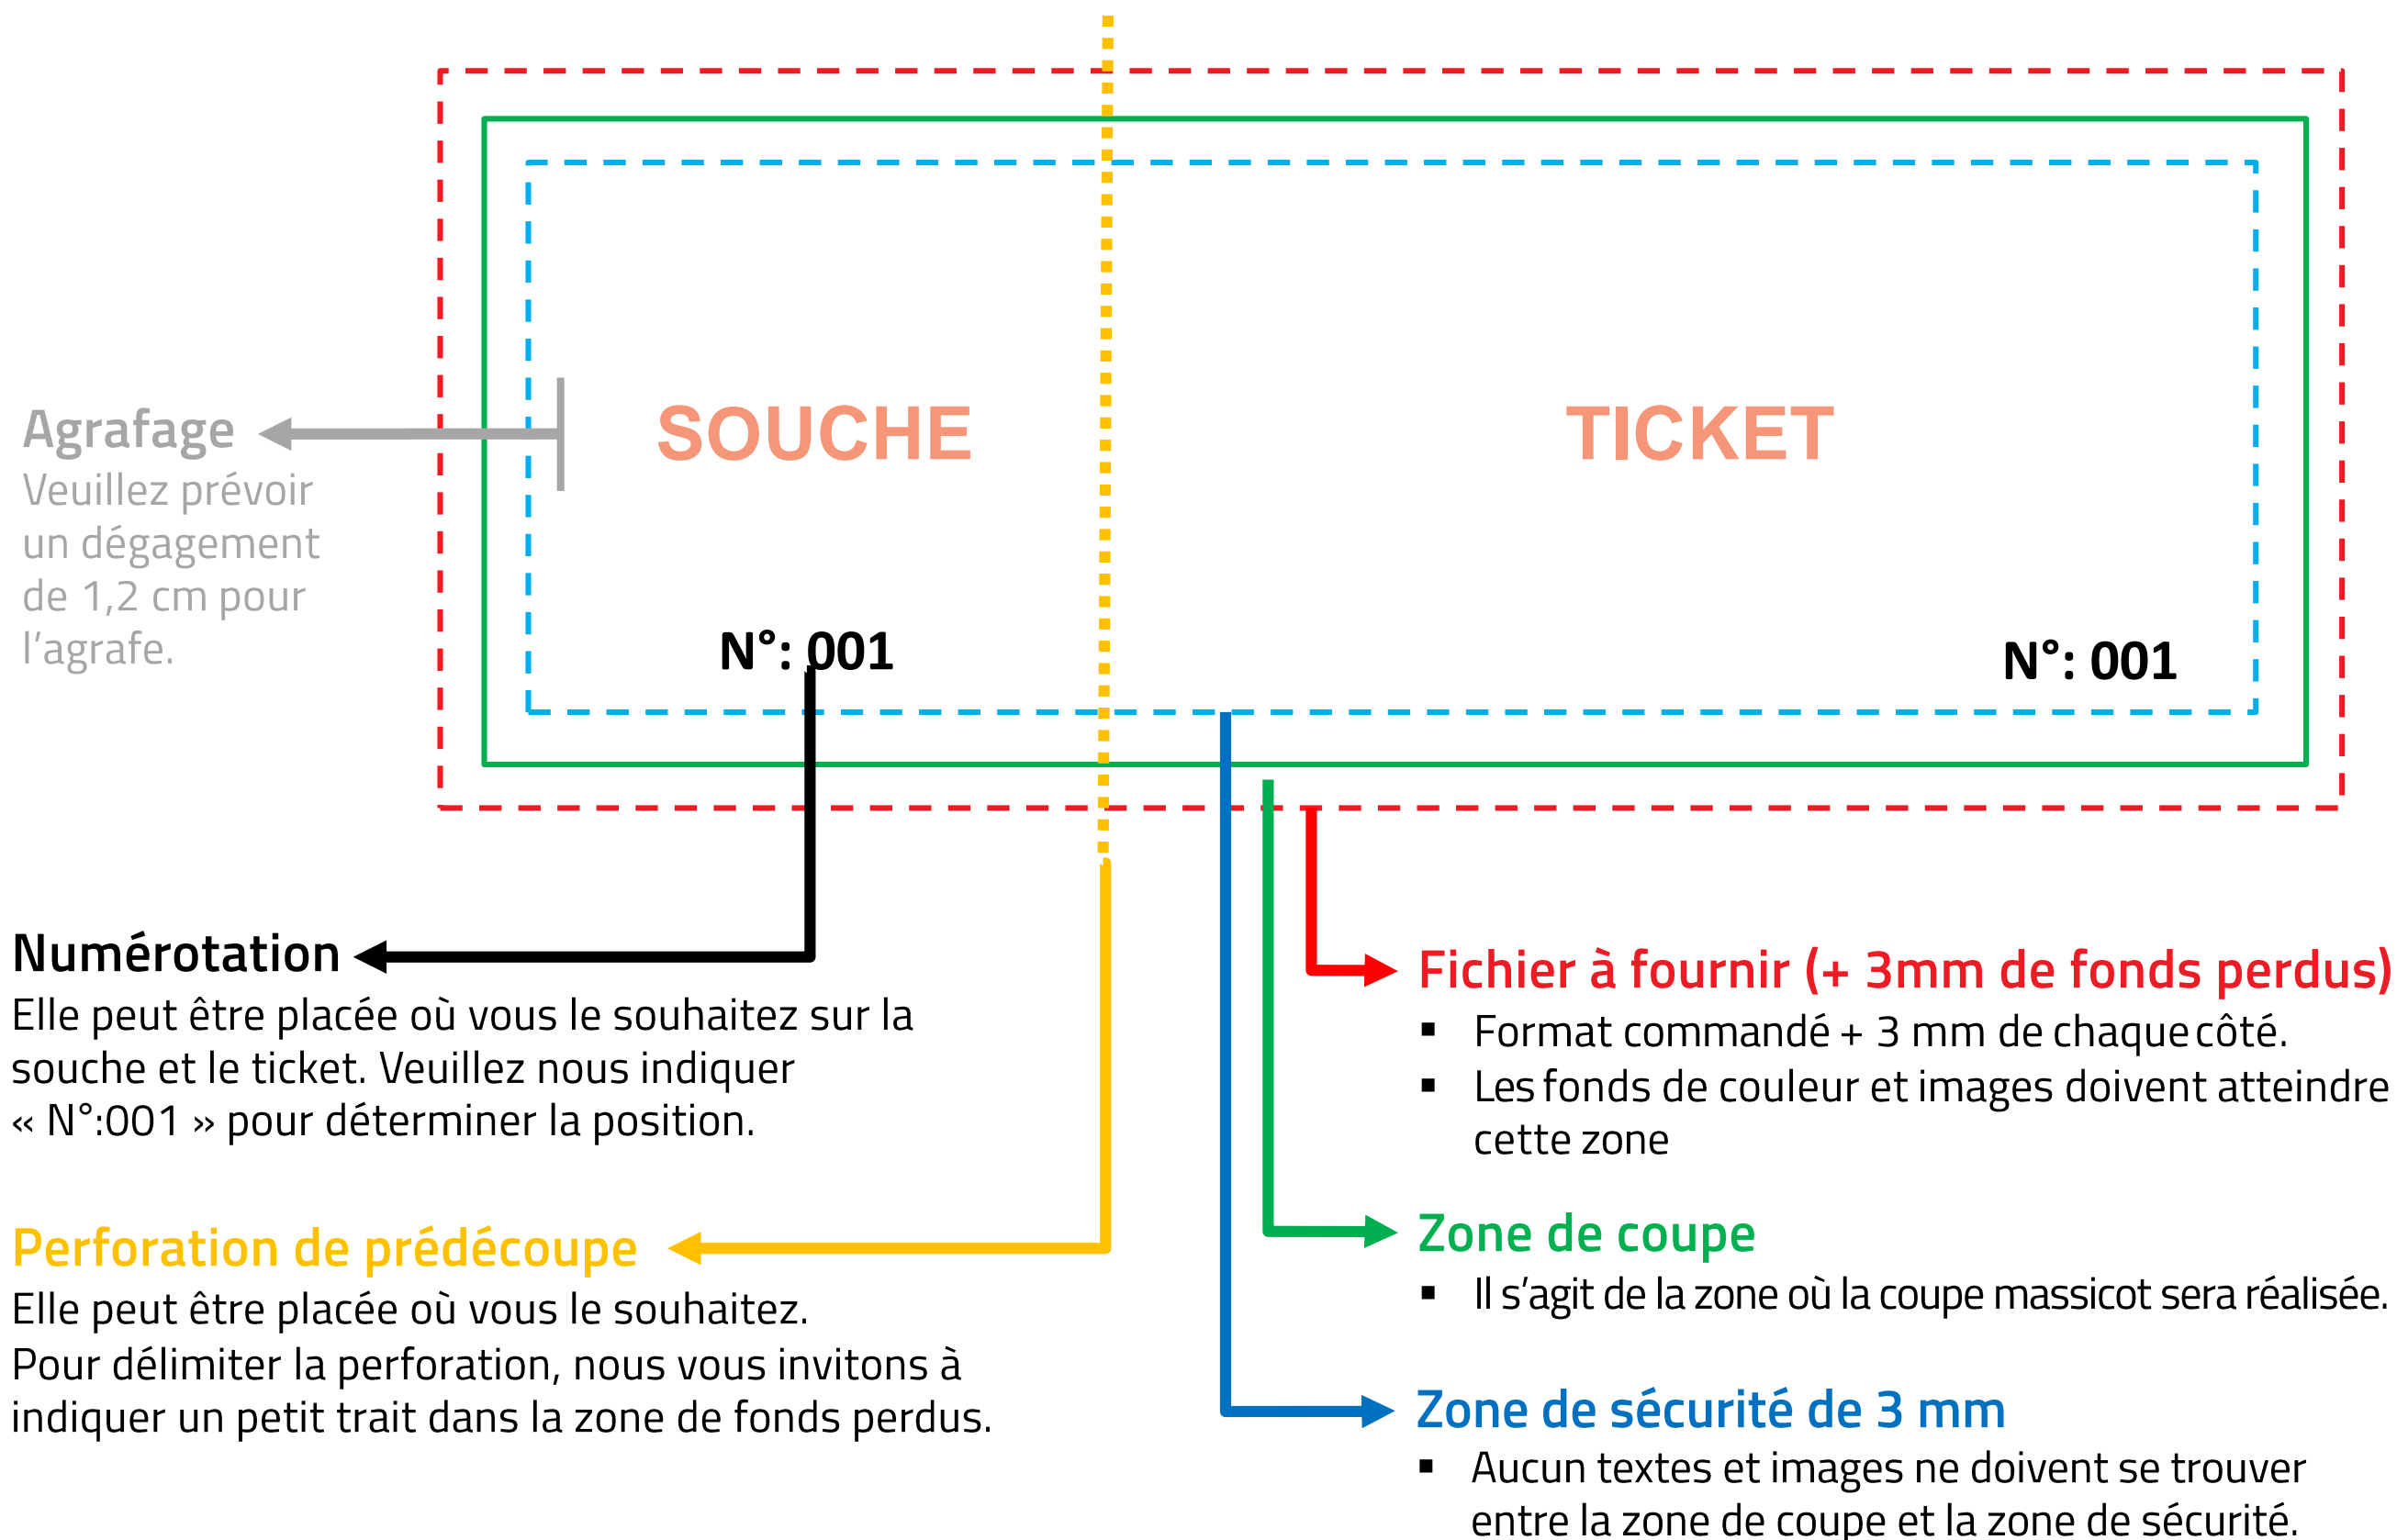 SOUCHE
TICKET
Agrafage
Veuillez prévoir
un dégagement
de 1,2 cm pour
l’agrafe.
N°: 001
N°: 001
Numérotation
Elle peut être placée où vous le souhaitez sur la
souche et le ticket. Veuillez nous indiquer
« N°:001 » pour déterminer la position.
Perforation de prédécoupe
Elle peut être placée où vous le souhaitez.
Pour délimiter la perforation, nous vous invitons à
indiquer un petit trait dans la zone de fonds perdus.
Fichier à fournir (+ 3mm de fonds perdus)
▪ Format commandé + 3 mm de chaque côté.
▪ Les fonds de couleur et images doivent atteindre
cette zone
Zone de coupe
▪ Il s’agit de la zone où la coupe massicot sera réalisée.
Zone de sécurité de 3 mm
▪ Aucun textes et images ne doivent se trouver
entre la zone de coupe et la zone de sécurité.